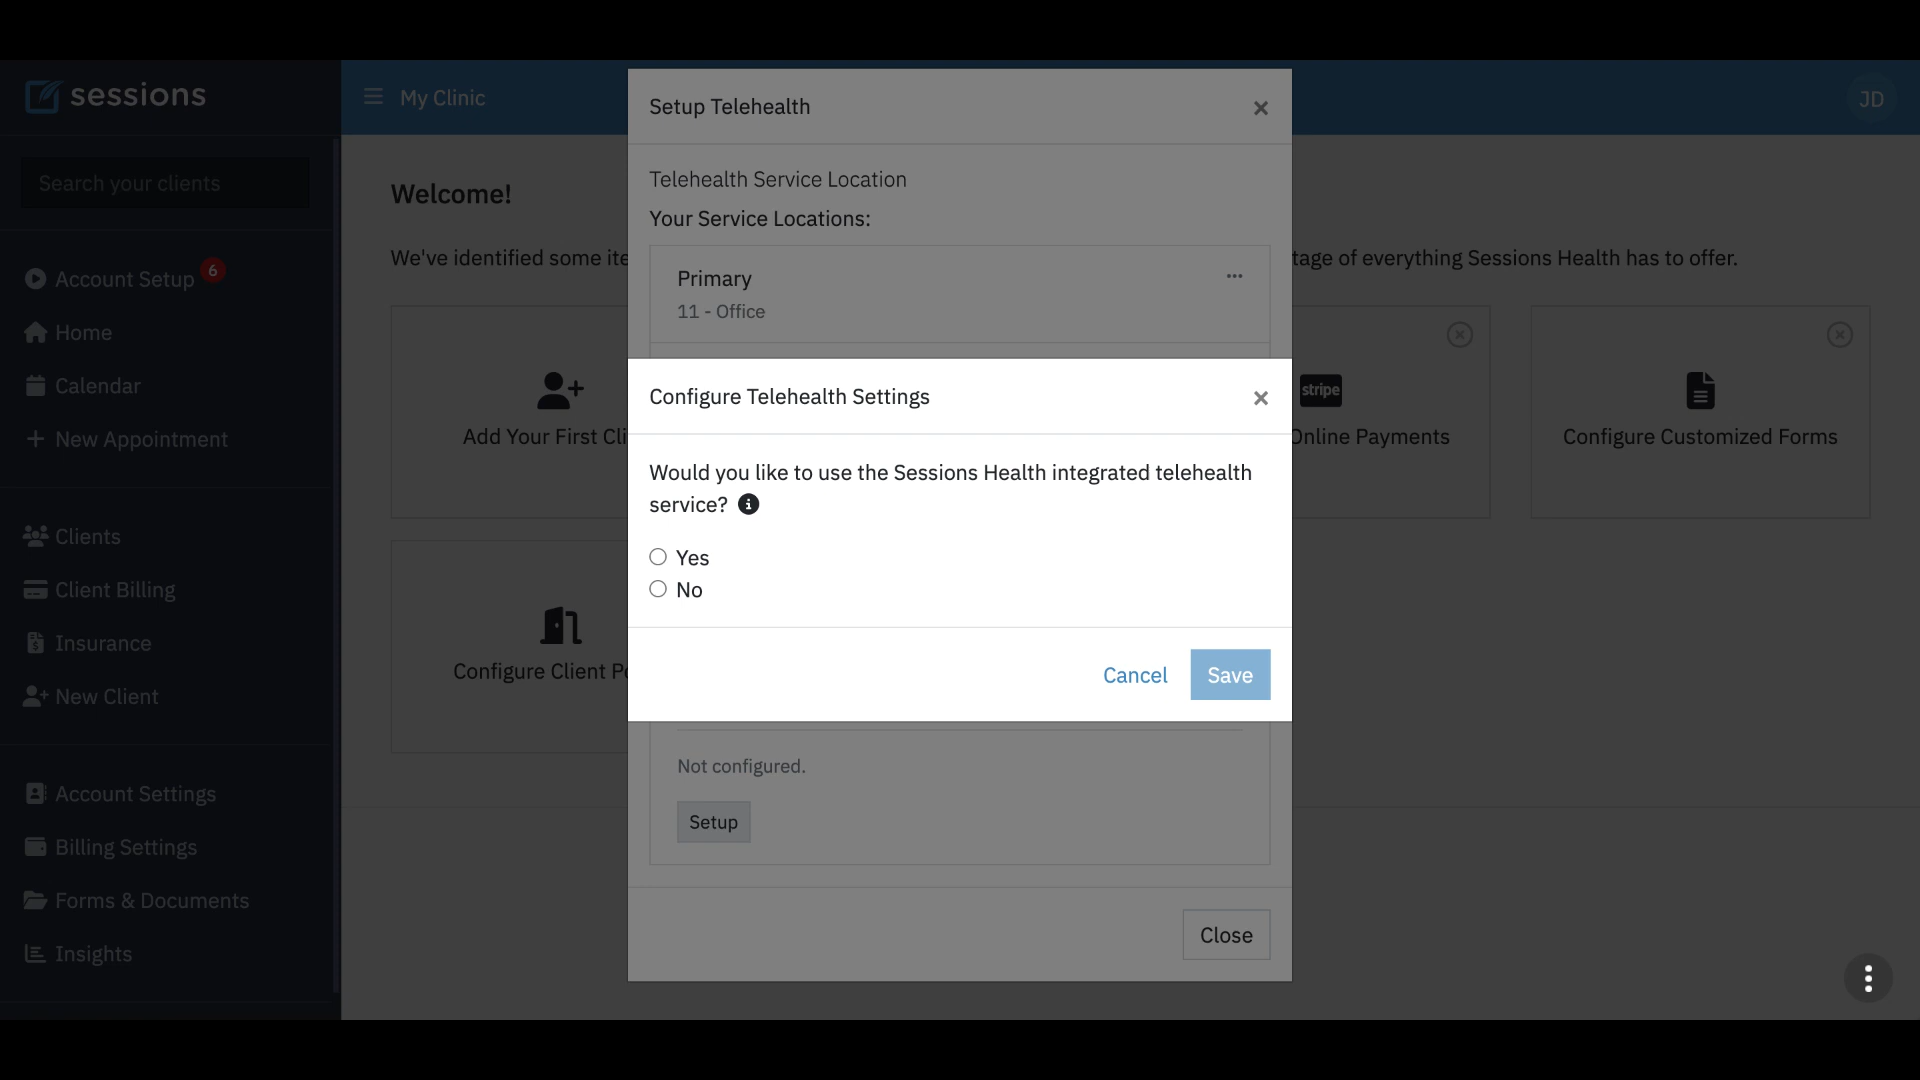 sessions
My Clinic
JD
Search your clients
Account Setup 6
Home
Calendar
New Appointment
Clients
Client Billing
Insurance
New Client
Account Settings
Billing Settings
Forms & Documents
Insights
Welcome!
We've identified some ite
tage of everything Sessions Health has to offer.
Add Your First Cli
stripe
Online Payments
Configure Customized Forms
Configure Client P
Setup Telehealth
Telehealth Service Location
Your Service Locations:
Primary
11 - Office
Configure Telehealth Settings
Would you like to use the Sessions Health integrated telehealth
service?
Yes
No
Cancel
Save
Not configured.
Setup
Close